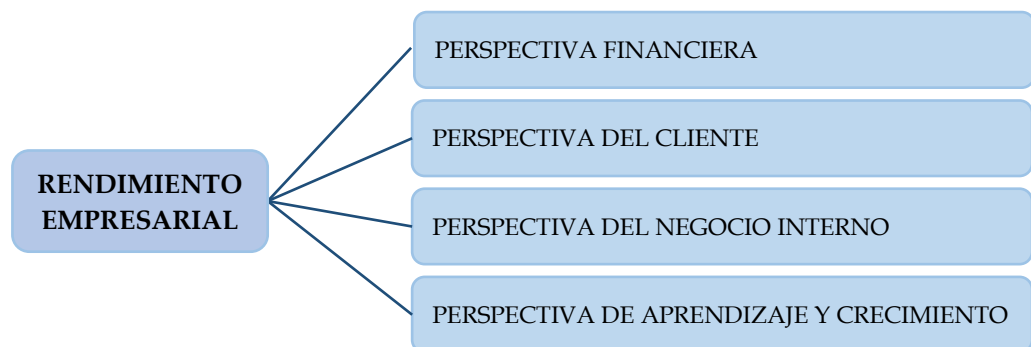 RENDIMIENTO
EMPRESARIAL
PERSPECTIVA FINANCIERA
PERSPECTIVA DEL CLIENTE
PERSPECTIVA DEL NEGOCIO INTERNO
PERSPECTIVA DE APRENDIZAJE Y CRECIMIENTO